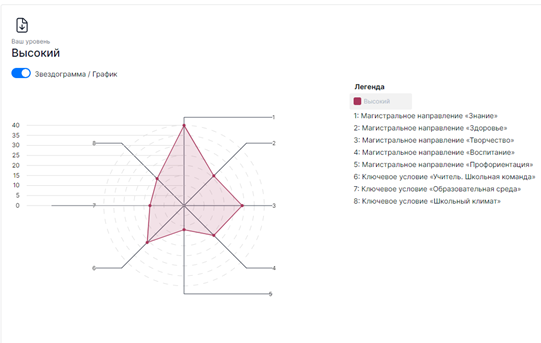 Ваш уровень
Высокий
Звездограмма / График
Легенда
Высокий
1: Магистральное направление «Знание»
2: Магистральное направление «Здоровье»
3: Магистральное направление «Творчество»
4: Магистральное направление «Воспитание»
5: Магистральное направление «Профориентация»
6: Ключевое условие «Учитель. Школьная команда»
7: Ключевое условие «Образовательная среда»
8: Ключевое условие «Школьный климат»
40
35
30
25
20
15
10
5
0
1
2
3
4
5
6
7
8